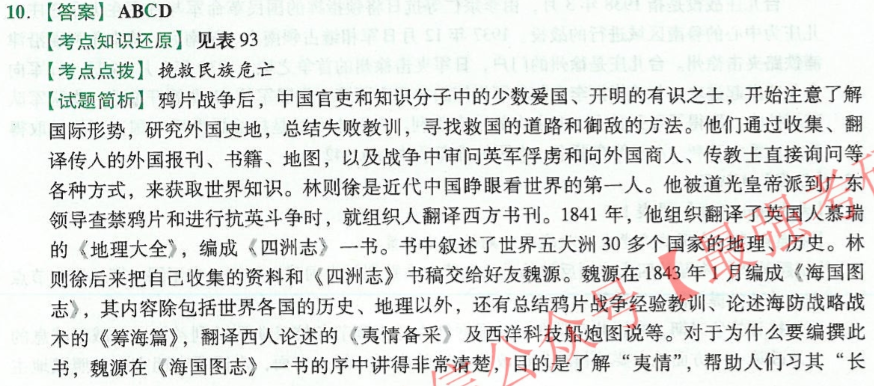 10.【答案】ABCD
【考点知识还原】见表93
【考点点拨】挽救民族危亡
【试题简析】鸦片战争后，中国官吏和知识分子中的少数爱国、开明的有识之士，开始注意了解
国际形势，研究外国史地，总结失败教训，寻找救国的道路和御敌的方法。他们通过收集、翻
译传入的外国报刊、书籍、地图，以及战争中审问英军俘虏和向外国商人、传教士直接询问等
各种方式，来获取世界知识。林则徐是近代中国睁眼看世界的第一人。他被道光皇帝派到广东
领导查禁鸦片和进行抗英斗争时，就组织人翻译西方书刊。1841年，他组织翻译了英国人慕瑞
的《地理大全》，编成《四洲志》一书。书中叙述了世界五大洲30多个国家的地理、历史。林
则徐后来把自己收集的资料和《四洲志》书稿交给好友魏源。魏源在1843年1月编成《海国图
志》，其内容除包括世界各国的历史、地理以外，还有总结鸦片战争经验教训、论述海防战略战
术的《筹海篇》，翻译西人论述的《夷情备采》及西洋科技船炮图说等。对于为什么要编撰此
书，魏源在《海国图志》一书的序中讲得非常清楚，目的是了解“夷情”，帮助人们习其“长
公众号【最强考研